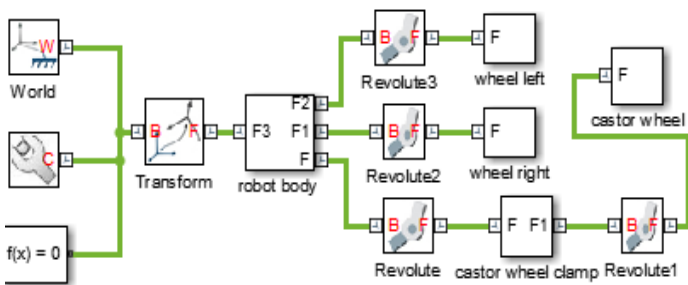 W
World
C
f(x) = 0
B F
Transform
F3 F2
F1
F
robot body
B F
Revolute3
F
wheel left
B F
Revolute2
F
wheel right
B F
Revolute
F F1
castor wheel clamp
B F
Revolute1
F
castor wheel